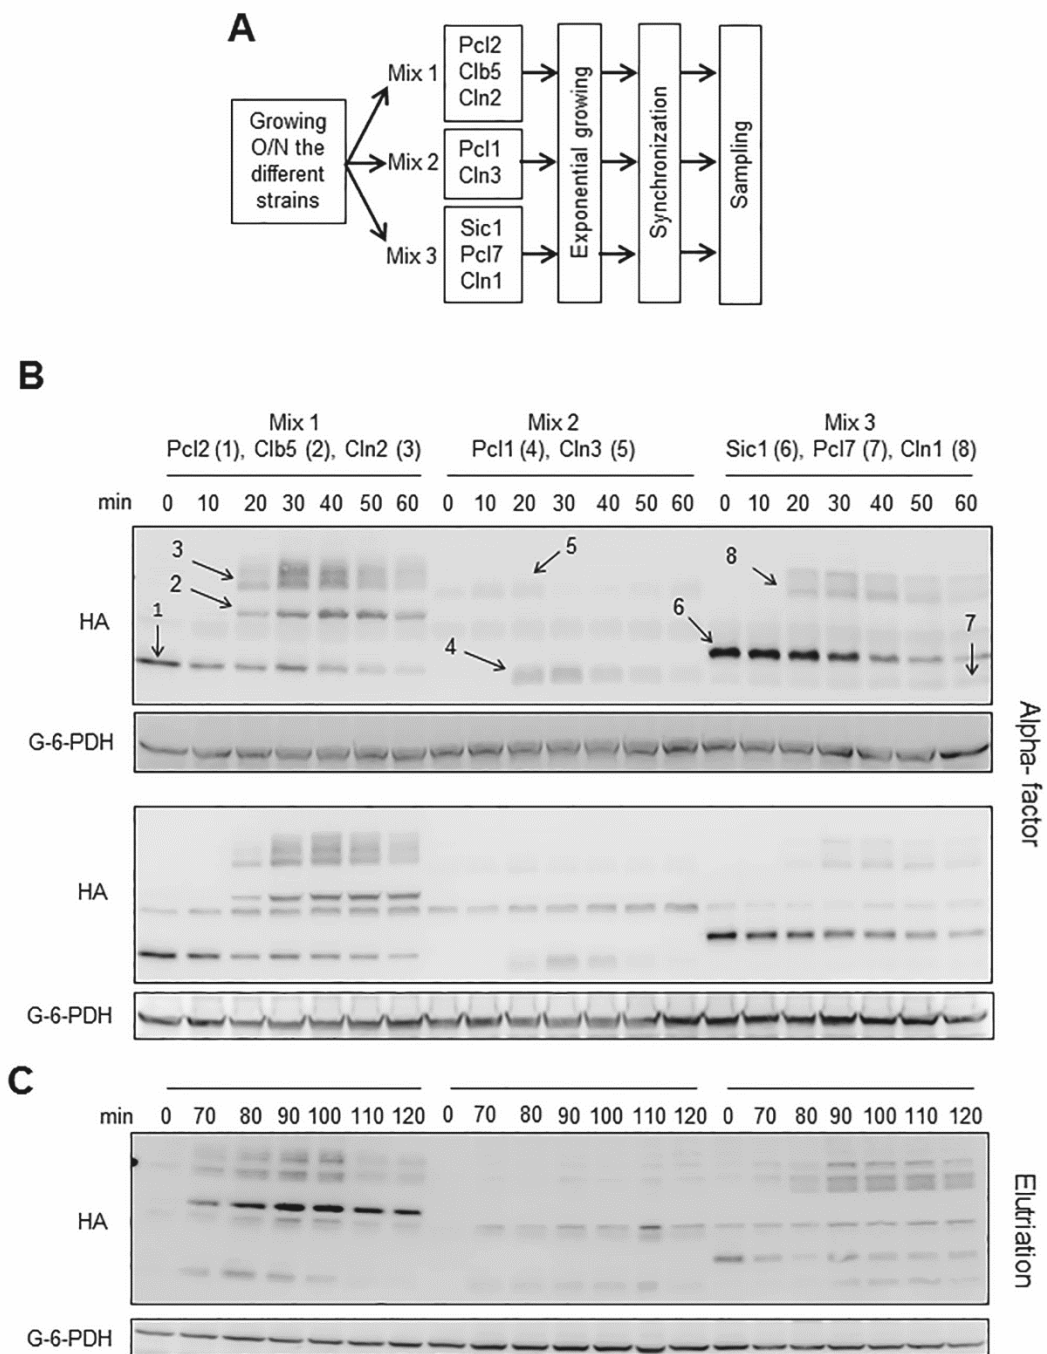 A
Growing
O/N the
different
strains
Mix 1
Pcl2
Clb5
Cln2
Mix 2
Pcl1
Cln3
Mix 3
Sic1
Pcl7
Cln1
Exponential growing
Synchronization
Sampling
B
Mix 1
Pcl2 (1), Clb5 (2), Cln2 (3)
Mix 2
Pcl1 (4), Cln3 (5)
Mix 3
Sic1 (6), Pcl7 (7), Cln1 (8)
min 0 10 20 30 40 50 60 0 10 20 30 40 50 60 0 10 20 30 40 50 60
3
2
1
5
4
8
6
7
HA
G-6-PDH
HA
G-6-PDH
Alpha- factor
C
min 0 70 80 90 100 110 120 0 70 80 90 100 110 120 0 70 80 90 100 110 120
HA
G-6-PDH
Elutriation